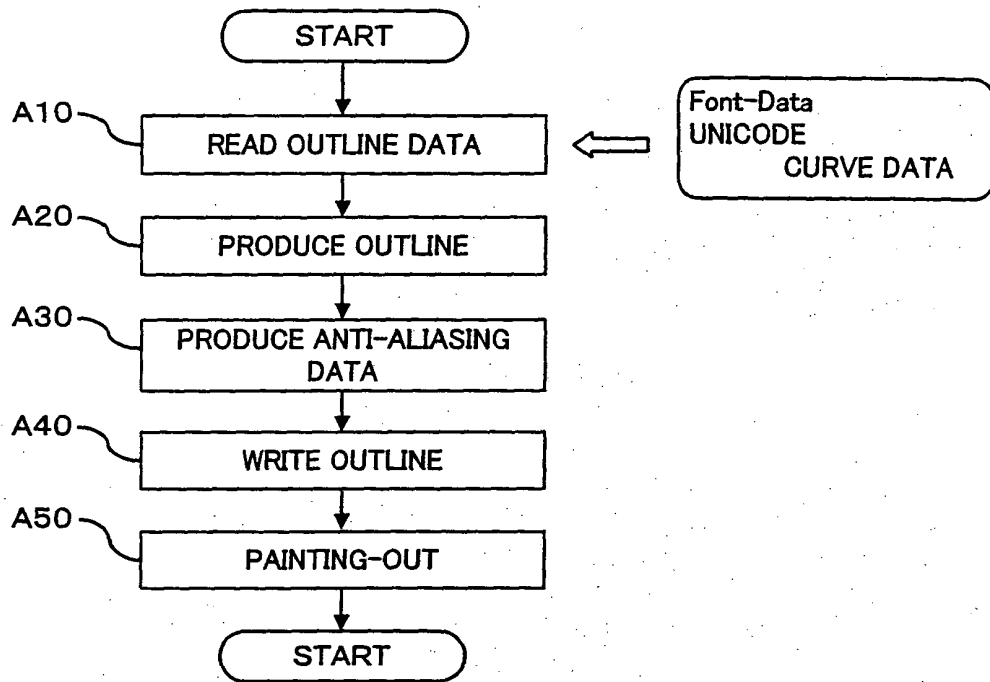 START
A10
READ OUTLINE DATA
Font-Data
UNICODE
CURVE DATA
A20
PRODUCE OUTLINE
A30
PRODUCE ANTI-ALIASING
DATA
A40
WRITE OUTLINE
A50
PAINTING-OUT
START